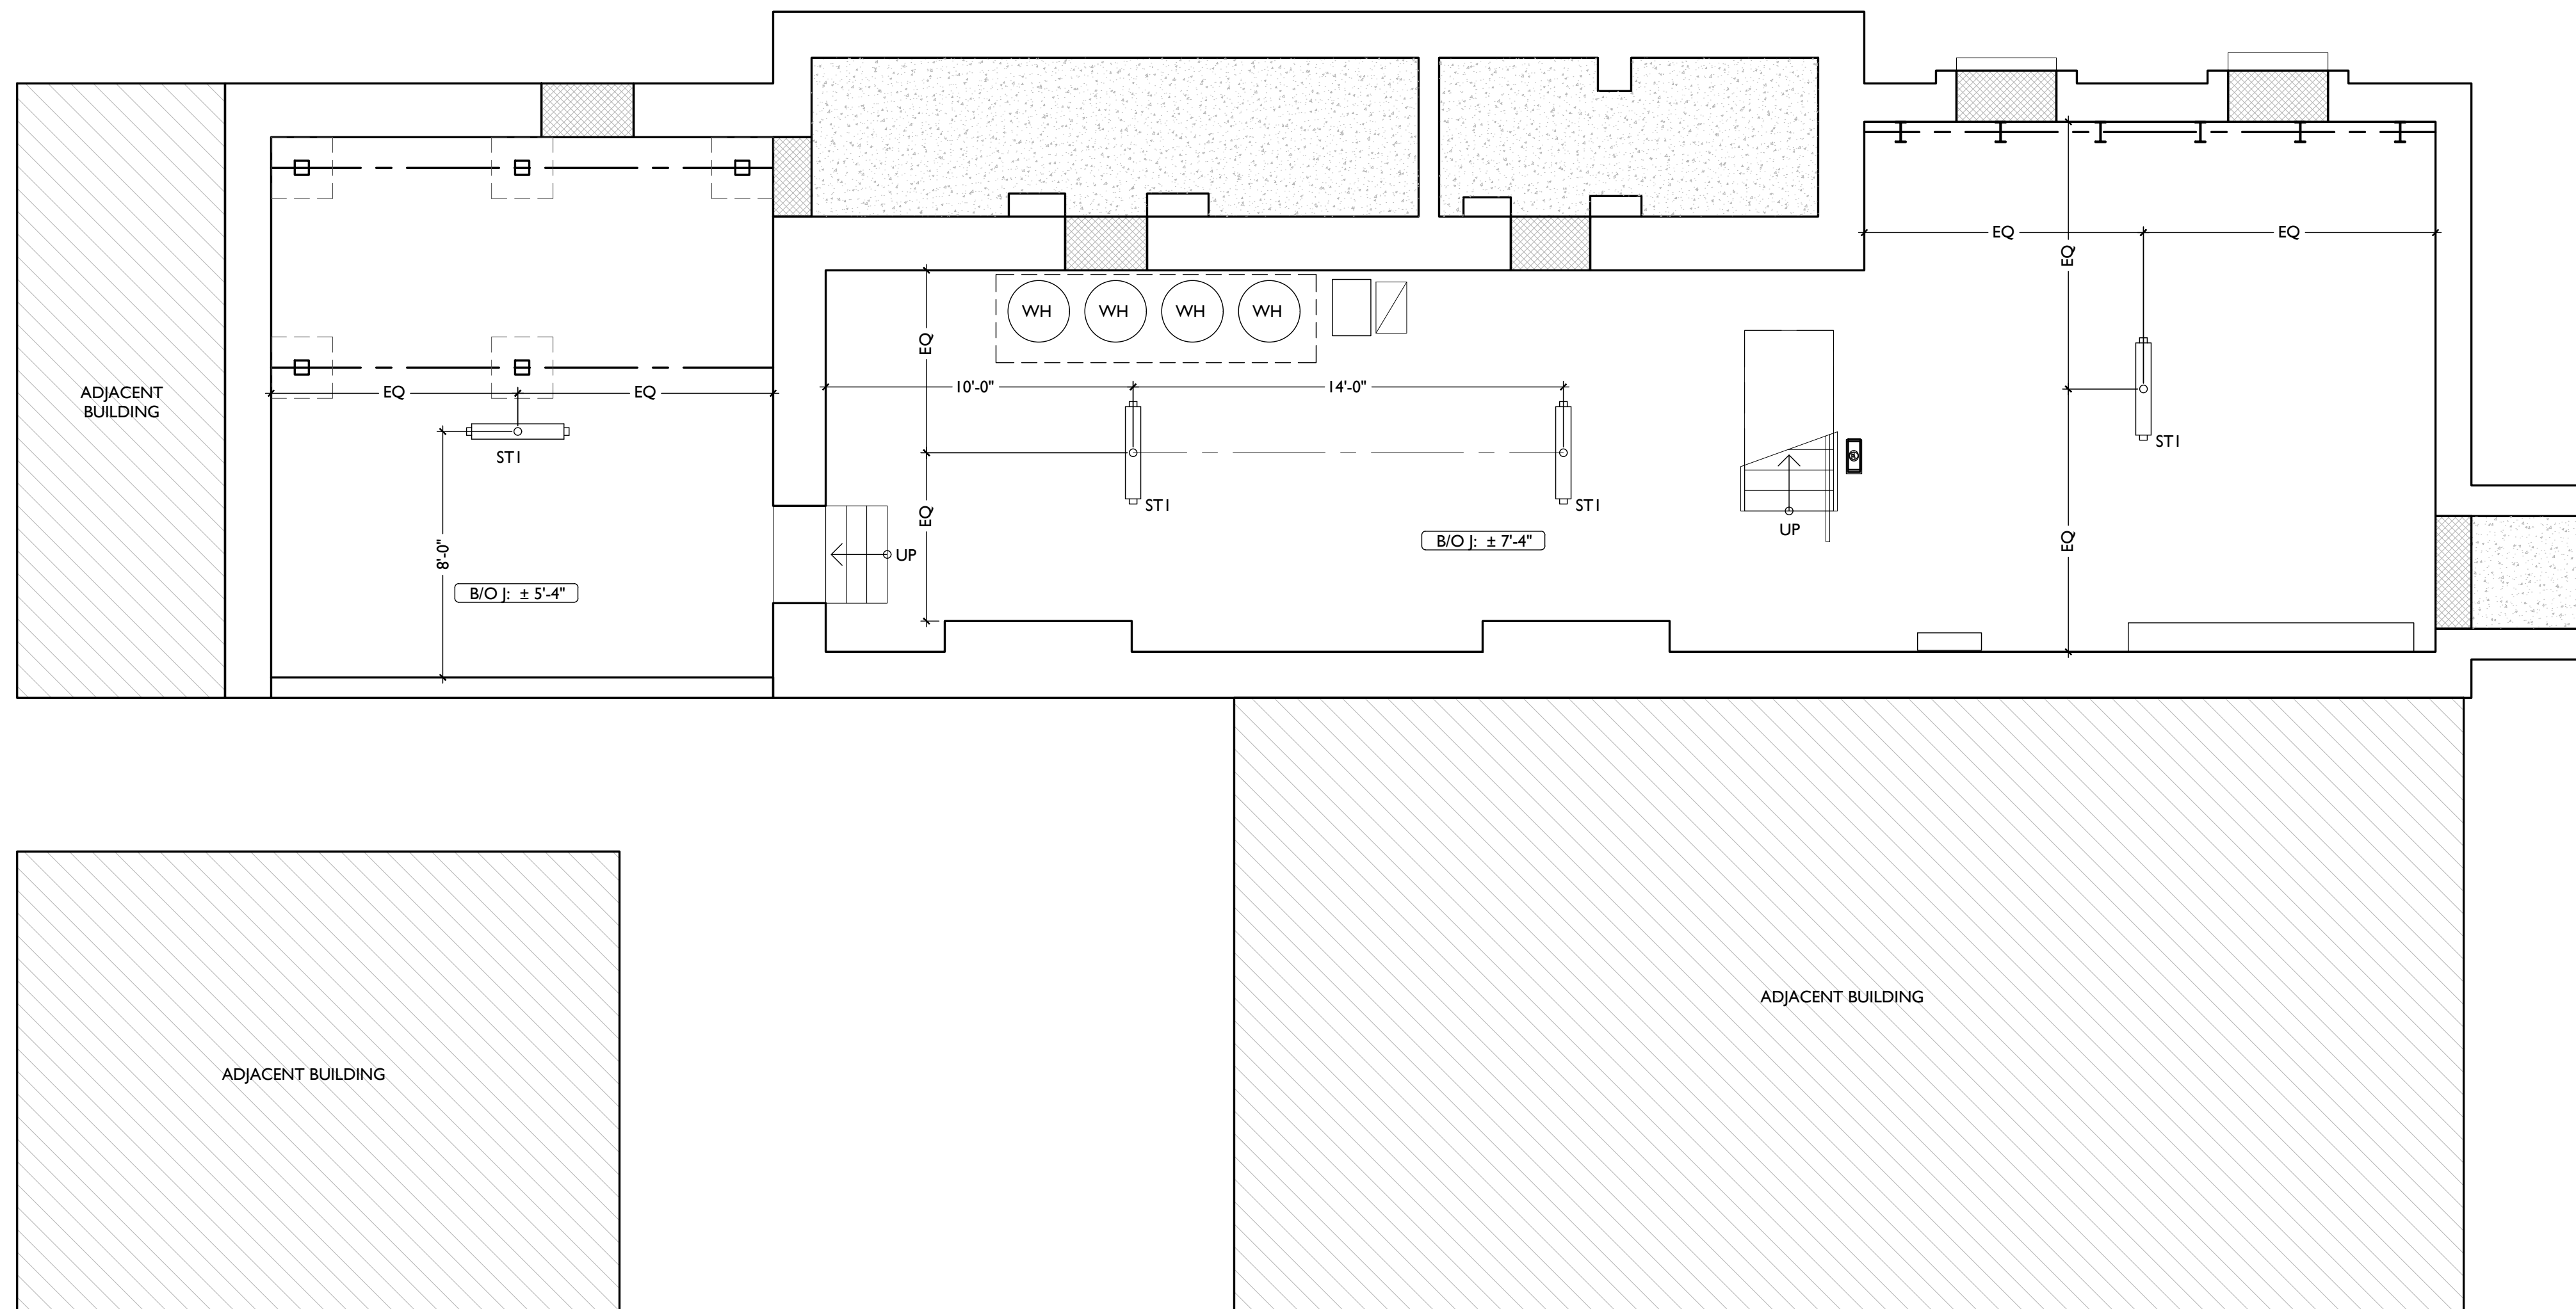 WH WH WH WH
EQ
EQ
EQ
EQ
10'-0"
14'-0"
EQ
ADJACENT
BUILDING
EQ
EQ
ST1
ST1
ST1
ST1
EQ
UP
B/O J: ± 7'-4"
EQ
8'-0"
UP
B/O J: ± 5'-4"
ADJACENT BUILDING
ADJACENT BUILDING